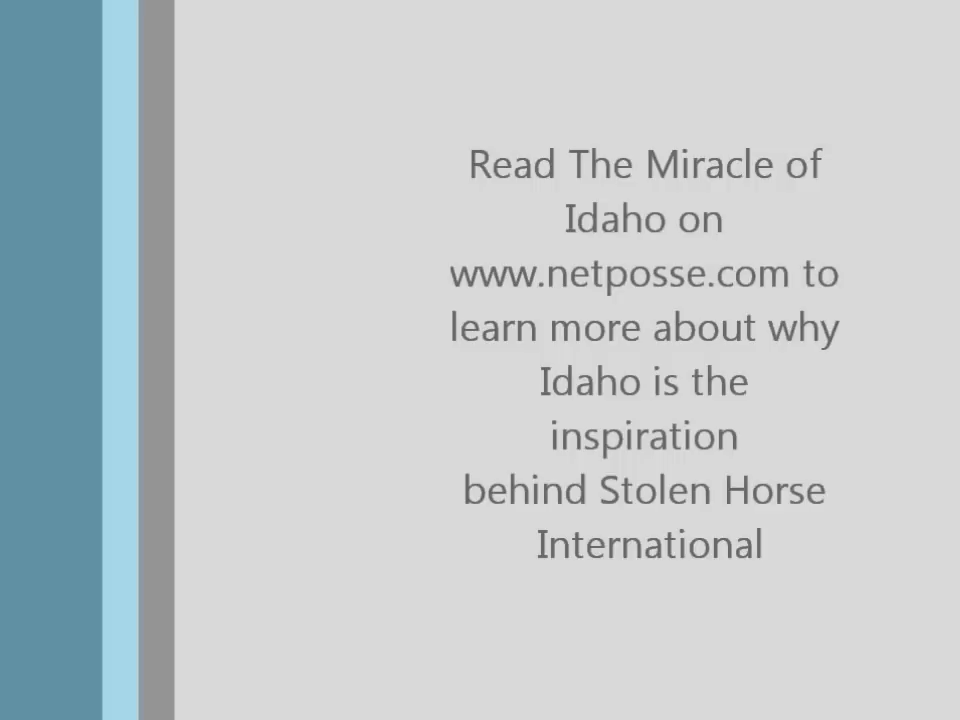 Read The Miracle of
Idaho on
www.netposse.com to
learn more about why
Idaho is the
inspiration
behind Stolen Horse
International